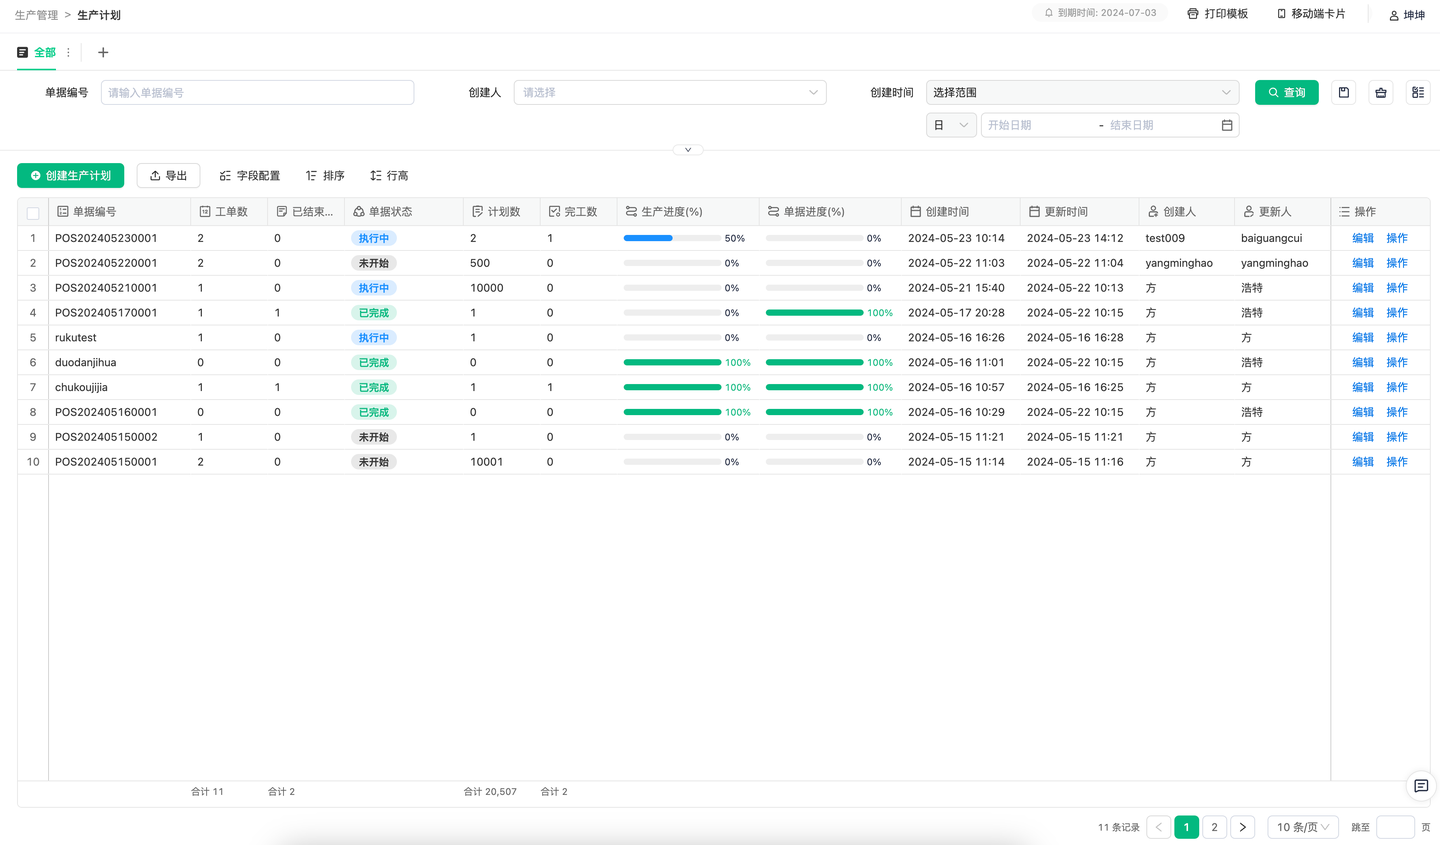 生产管理 > 生产计划
到期时间: 2024-07-03 打印模板 移动端卡片 坤坤
全部
单据编号 请输入单据编号 创建人 请选择 创建时间 选择范围 查询
日 开始日期 - 结束日期
创建生产计划 导出 字段配置 排序 行高
单据编号 工单数 已结束... 单据状态 计划数 完工数 生产进度(%) 单据进度(%) 创建时间 更新时间 创建人 更新人 操作
1 POS202405230001 2 0 执行中 2 1 50% 0% 2024-05-23 10:14 2024-05-23 14:12 test009 baiguangcui 编辑 操作
2 POS202405220001 2 0 未开始 500 0 0% 0% 2024-05-22 11:03 2024-05-22 11:04 yangminghao yangminghao 编辑 操作
3 POS202405210001 1 0 执行中 10000 0 0% 0% 2024-05-21 15:40 2024-05-22 10:13 方 浩特 编辑 操作
4 POS202405170001 1 1 已完成 1 0 0% 100% 2024-05-17 20:28 2024-05-22 10:15 方 浩特 编辑 操作
5 rukutest 1 0 执行中 1 0 0% 0% 2024-05-16 16:26 2024-05-16 16:28 方 方 编辑 操作
6 duodanjihua 0 0 已完成 0 0 100% 100% 2024-05-16 11:01 2024-05-22 10:15 方 浩特 编辑 操作
7 chukoujijia 1 1 已完成 1 1 100% 100% 2024-05-16 10:57 2024-05-16 16:25 方 方 编辑 操作
8 POS202405160001 0 0 已完成 0 0 100% 100% 2024-05-16 10:29 2024-05-22 10:15 方 浩特 编辑 操作
9 POS202405150002 1 0 未开始 1 0 0% 0% 2024-05-15 11:21 2024-05-15 11:21 方 方 编辑 操作
10 POS202405150001 2 0 未开始 10001 0 0% 0% 2024-05-15 11:14 2024-05-15 11:16 方 方 编辑 操作
合计 11 合计 2 合计 20,507 合计 2
11 条记录 < 1 2 > 10 条/页 跳至 页